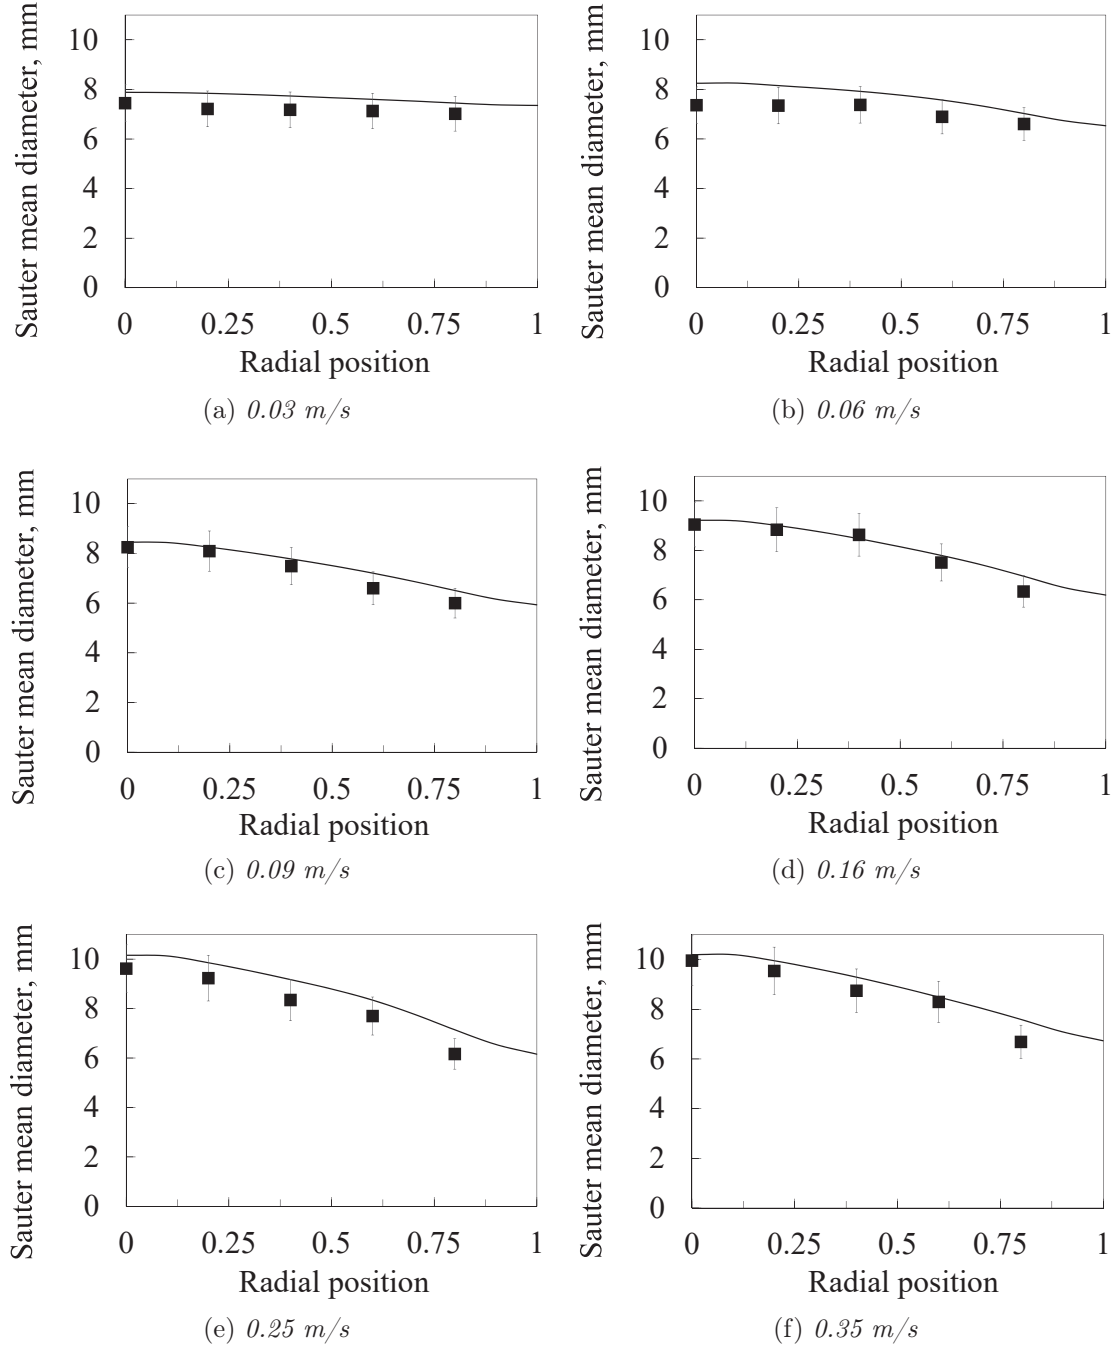 Sauter mean diameter, mm
10
8
6
4
2
0
0 0.25 0.5 0.75 1
Radial position
(a) 0.03 m/s
Sauter mean diameter, mm
10
8
6
4
2
0
0 0.25 0.5 0.75 1
Radial position
(b) 0.06 m/s
Sauter mean diameter, mm
10
8
6
4
2
0
0 0.25 0.5 0.75 1
Radial position
(c) 0.09 m/s
Sauter mean diameter, mm
10
8
6
4
2
0
0 0.25 0.5 0.75 1
Radial position
(d) 0.16 m/s
Sauter mean diameter, mm
10
8
6
4
2
0
0 0.25 0.5 0.75 1
Radial position
(e) 0.25 m/s
Sauter mean diameter, mm
10
8
6
4
2
0
0 0.25 0.5 0.75 1
Radial position
(f) 0.35 m/s